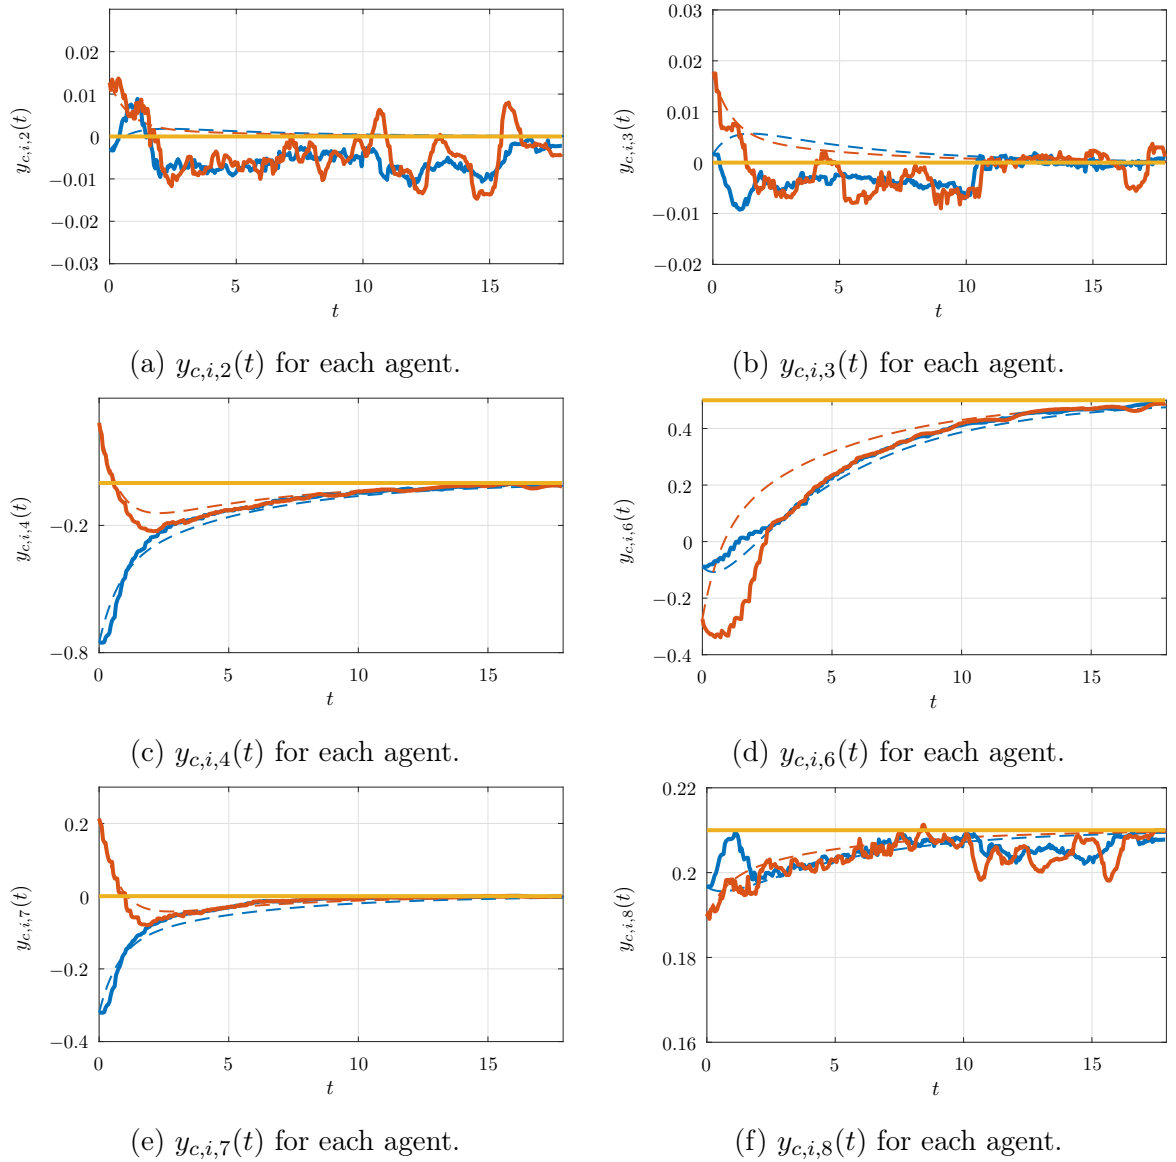 0.02
0.01
0
−0.01
−0.02
−0.03
y_{c,i,2}(t)
0 5 10 15
t
0.03
0.02
0.01
0
−0.01
−0.02
y_{c,i,3}(t)
0 5 10 15
t
(a) y_{c,i,2}(t) for each agent.
(b) y_{c,i,3}(t) for each agent.
−0.2
−0.8
y_{c,i,4}(t)
0 5 10 15
t
0.4
0.2
0
−0.2
−0.4
y_{c,i,6}(t)
0 5 10 15
t
(c) y_{c,i,4}(t) for each agent.
(d) y_{c,i,6}(t) for each agent.
0.2
0
−0.2
−0.4
y_{c,i,7}(t)
0 5 10 15
t
0.22
0.2
0.18
0.16
y_{c,i,8}(t)
0 5 10 15
t
(e) y_{c,i,7}(t) for each agent.
(f) y_{c,i,8}(t) for each agent.